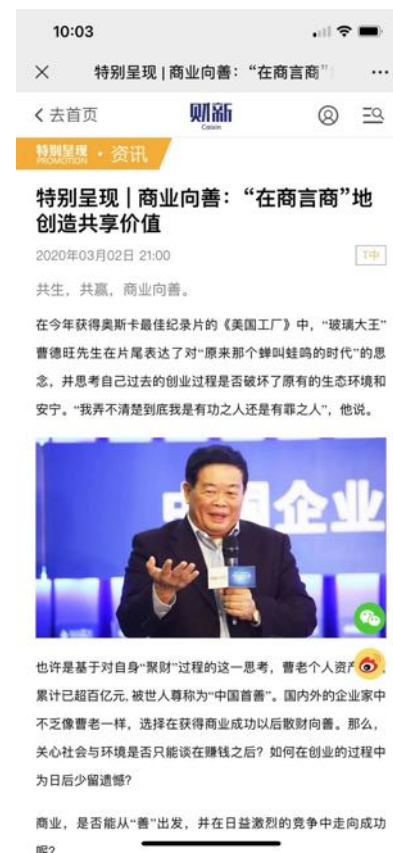 10:03
特别呈现 | 商业向善：“在商言商”
去首页
财新
Caixin
特别呈现
PROMOTION
· 资讯
特别呈现 | 商业向善：“在商言商”地
创造共享价值
2020年03月02日 21:00
T中
共生，共赢，商业向善。
在今年获得奥斯卡最佳纪录片的《美国工厂》中，“玻璃大王”
曹德旺先生在片尾表达了对“原来那个蝉叫蛙鸣的时代”的思
念，并思考自己过去的创业过程是否破坏了原有的生态环境和
安宁。“我弄不清楚到底我是有功之人还是有罪之人”，他说。
中国企业
也许是基于对自身“聚财”过程的这一思考，曹老个人资产
累计已超百亿元，被世人尊称为“中国首善”。国内外的企业家中
不乏像曹老一样，选择在获得商业成功以后散财向善。那么，
关心社会与环境是否只能谈在赚钱之后？如何在创业的过程中
为日后少留遗憾？
商业，是否能从“善”出发，并在日益激烈的竞争中走向成功
呢？